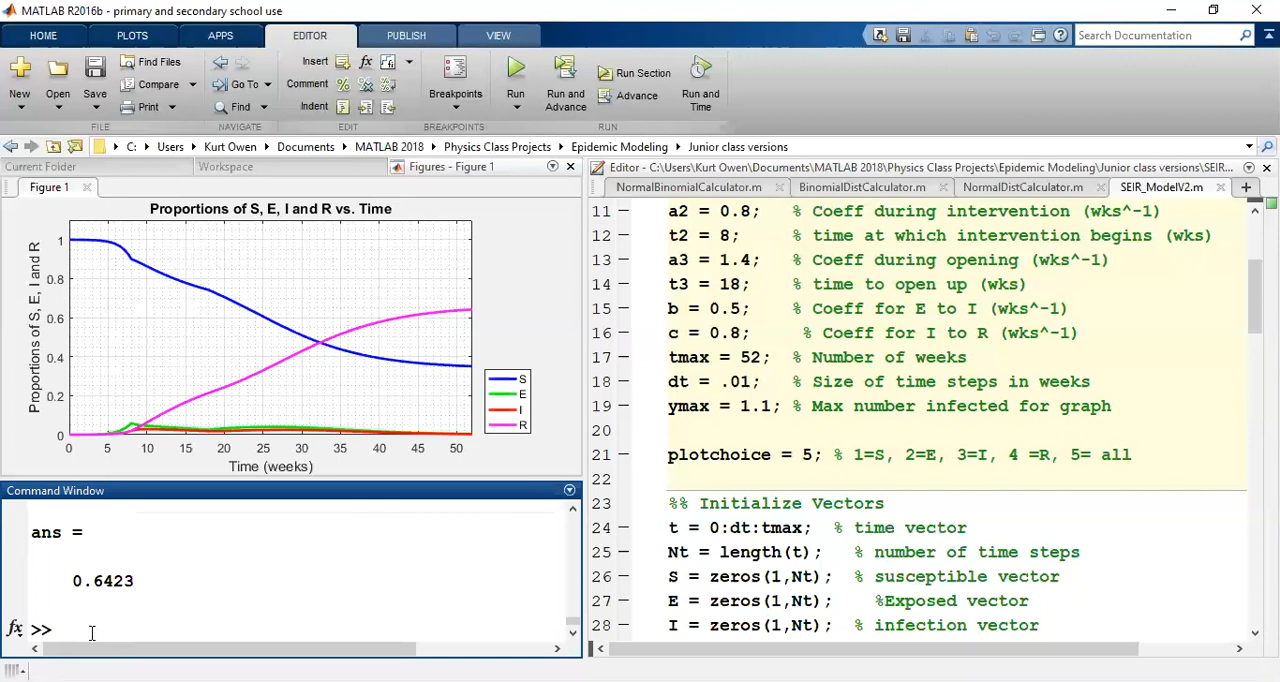 MATLAB R2016b - primary and secondary school use
HOME PLOTS APPS EDITOR PUBLISH VIEW
Search Documentation
New Open Save Find Files Compare Print
Go To Find
Insert fx
Comment %
Indent
Breakpoints
Run
Run and Advance
Run Section
Advance
Run and Time
FILE NAVIGATE EDIT BREAKPOINTS RUN
C: Users Kurt Owen Documents MATLAB 2018 Physics Class Projects Epidemic Modeling Junior class versions
Current Folder Workspace Figures - Figure 1
Figure 1
Proportions of S, E, I and R vs. Time
Proportions of S, E, I and R
1
0.8
0.6
0.4
0.2
0
0 5 10 15 20 25 30 35 40 45 50
Time (weeks)
S
E
I
R
Command Window
ans =
0.6423
fx >>
Editor - C:\Users\Kurt Owen\Documents\MATLAB 2018\Physics Class Projects\Epidemic Modeling\Junior class versions\SEIR...
NormalBinomialCalculator.m BinomialDistCalculator.m NormalDistCalculator.m SEIR_ModelV2.m
11 – a2 = 0.8; % Coeff during intervention (wks^-1)
12 – t2 = 8; % time at which intervention begins (wks)
13 – a3 = 1.4; % Coeff during opening (wks^-1)
14 – t3 = 18; % time to open up (wks)
15 – b = 0.5; % Coeff for E to I (wks^-1)
16 – c = 0.8; % Coeff for I to R (wks^-1)
17 – tmax = 52; % Number of weeks
18 – dt = .01; % Size of time steps in weeks
19 – ymax = 1.1; % Max number infected for graph
20
21 – plotchoice = 5; % 1=S, 2=E, 3=I, 4 =R, 5= all
22
23 %% Initialize Vectors
24 – t = 0:dt:tmax; % time vector
25 – Nt = length(t); % number of time steps
26 – S = zeros(1,Nt); % susceptible vector
27 – E = zeros(1,Nt); %Exposed vector
28 – I = zeros(1,Nt); % infection vector